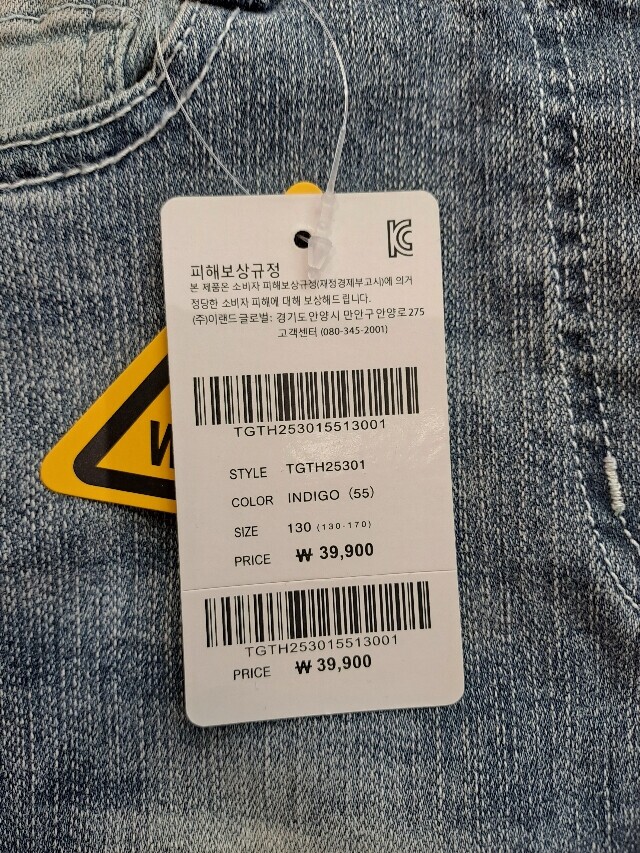 피해보상규정
본 제품은 소비자 피해보상규정(재정경제부고시)에 의거
정당한 소비자 피해에 대해 보상해드립니다.
(주)이랜드글로벌: 경기도 안양시 만안구 안양로 275
고객센터 (080-345-2001)
TGTH253015513001
STYLE TGTH25301
COLOR INDIGO (55)
SIZE 130 (130-170)
PRICE ₩ 39,900
TGTH253015513001
PRICE ₩ 39,900